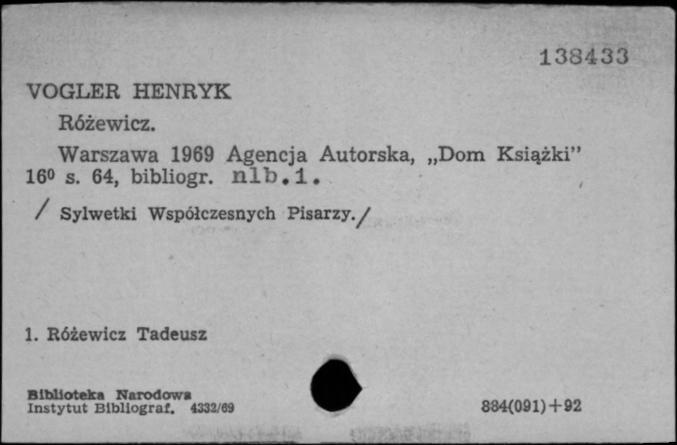 138433
VOGLER HENRYK
Różewicz.
Warszawa 1969 Agencja Autorska, „Dom Książki”
16⁰ s. 64, bibliogr. nlb.1.
/ Sylwetki Współczesnych Pisarzy./
1. Różewicz Tadeusz
Biblioteka Narodowa
Instytut Bibliograf. 4332/69
884(091)+92